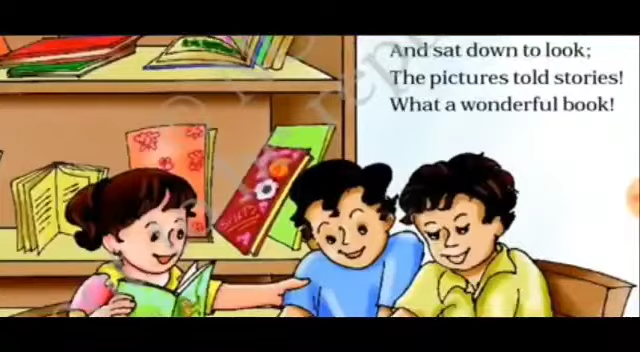 And sat down to look;
The pictures told stories!
What a wonderful book!